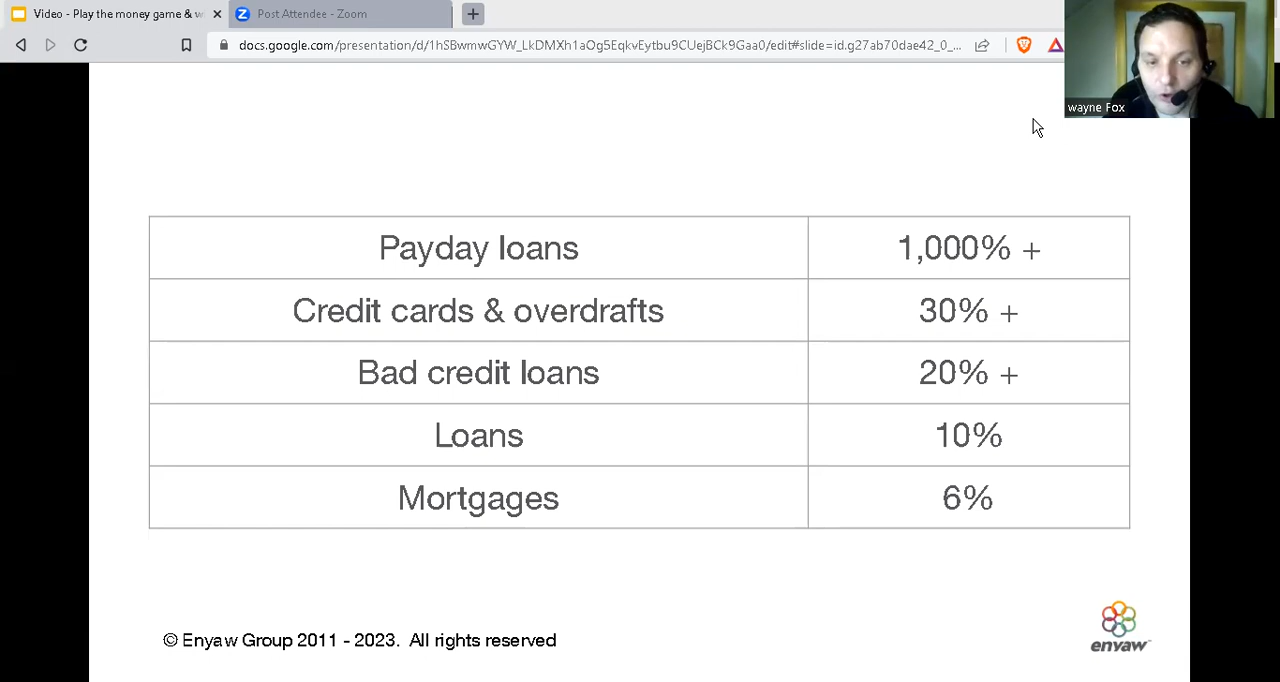 Video - Play the money game & w
Post Attendee - Zoom
docs.google.com/presentation/d/1hSBwmwGYW_LkDMXh1aOg5EqkvEytbu9CUejBCk9Gaa0/edit#slide=id.g27ab70dae42_0_...
wayne Fox
Payday loans 1,000% +
Credit cards & overdrafts 30% +
Bad credit loans 20% +
Loans 10%
Mortgages 6%
© Enyaw Group 2011 - 2023. All rights reserved
enyaw